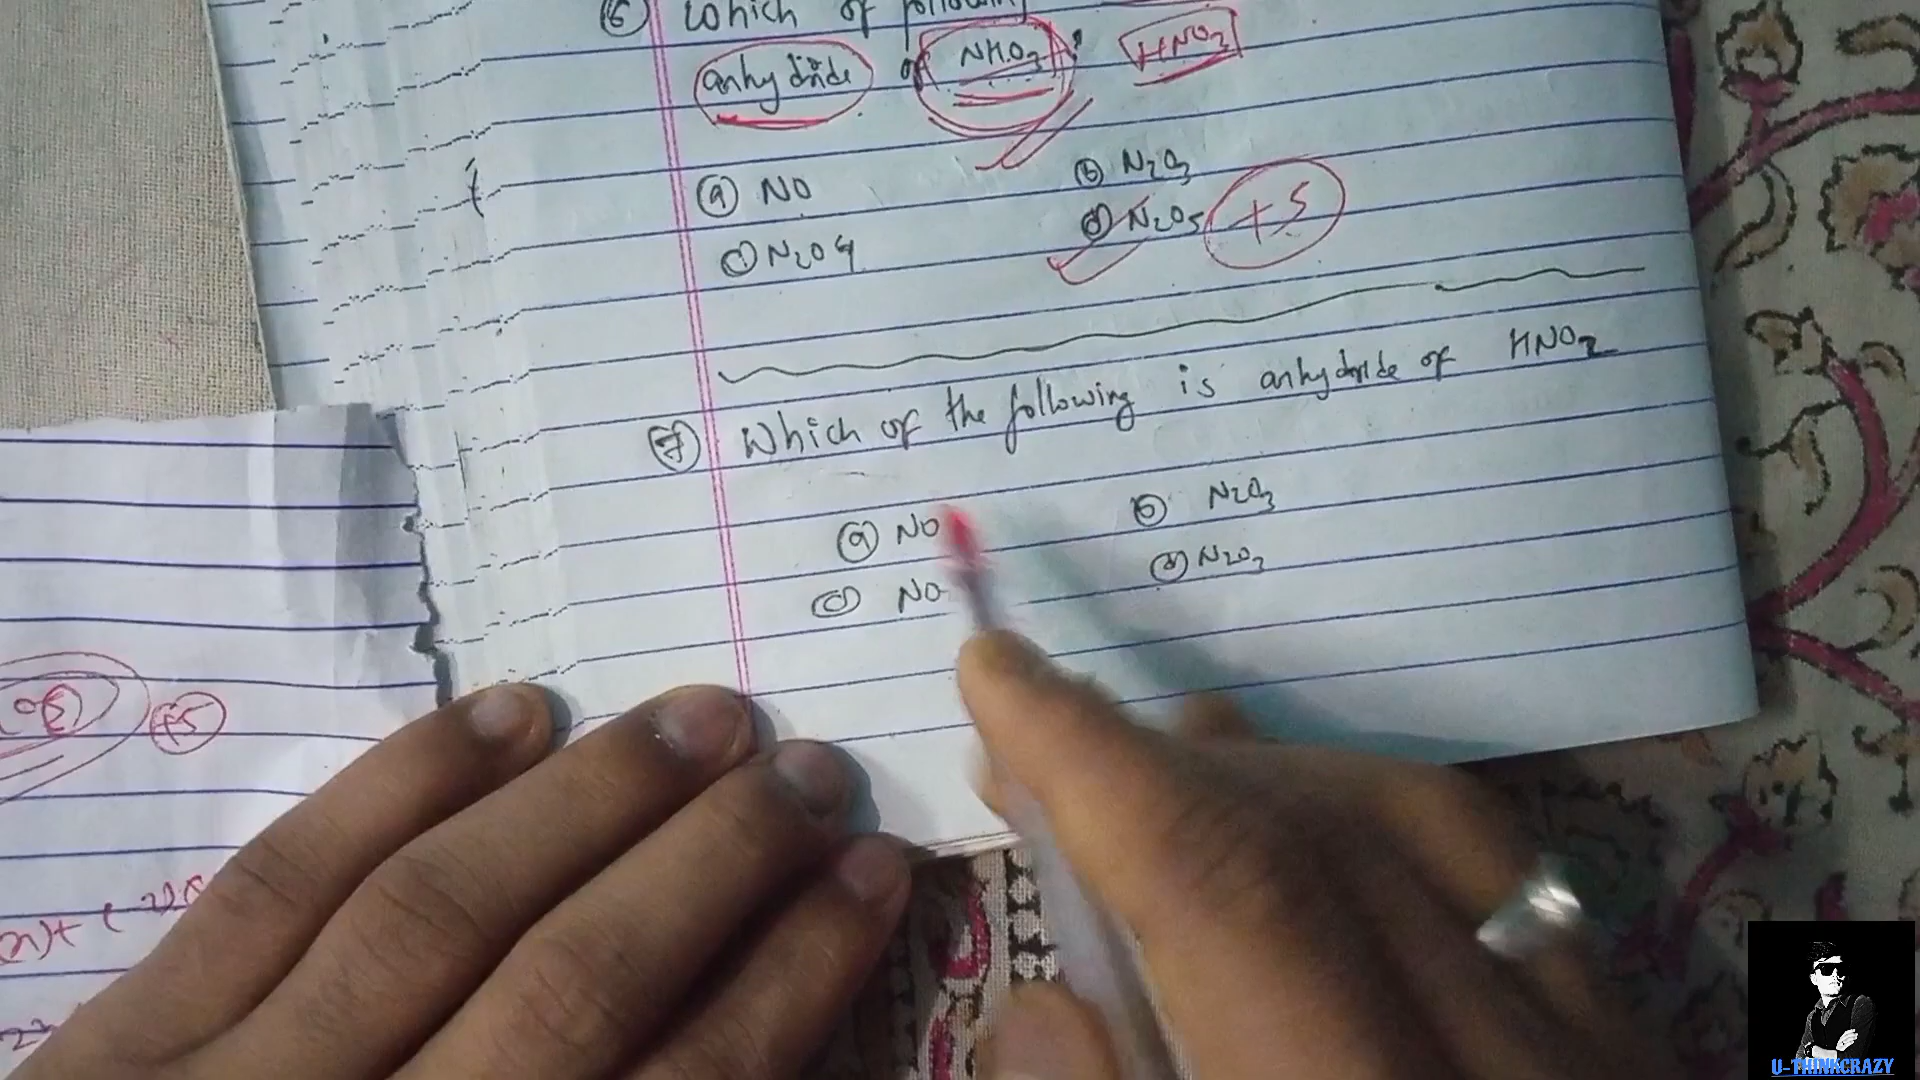 6 Which of following
anhydride of NHO3 ? HNO3
a NO b N2O3
c N2O4 d N2O5 +5
7 Which of the following is anhydride of HNO2
a NO b N2O3
c NO d N2O3
+5
U-THINKCRAZY